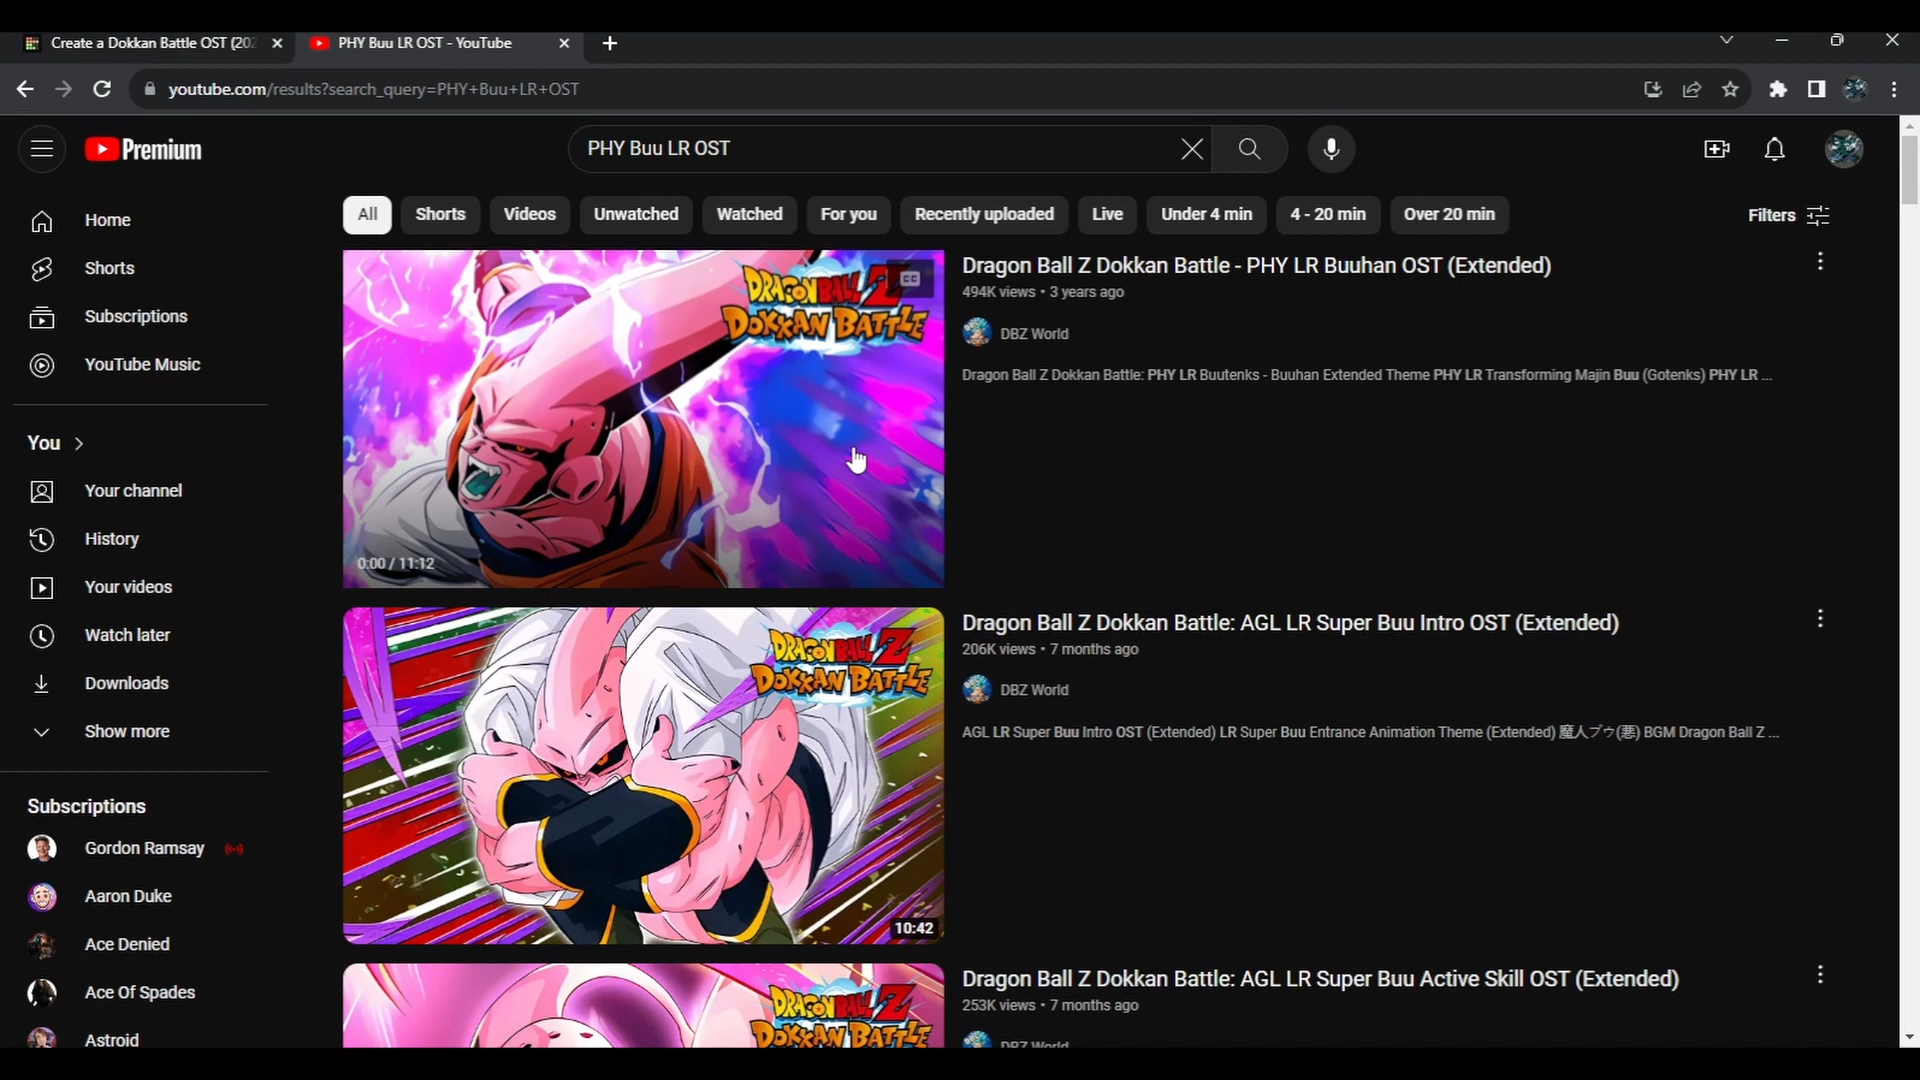 Create a Dokkan Battle OST (202
PHY Buu LR OST - YouTube
youtube.com/results?search_query=PHY+Buu+LR+OST
Premium
PHY Buu LR OST
All
Shorts
Videos
Unwatched
Watched
For you
Recently uploaded
Live
Under 4 min
4 - 20 min
Over 20 min
Filters
Home
Shorts
Subscriptions
YouTube Music
You
Your channel
History
Your videos
Watch later
Downloads
Show more
Subscriptions
Gordon Ramsay
Aaron Duke
Ace Denied
Ace Of Spades
Astroid
DRAGON BALL Z
DOKKAN BATTLE
CC
0:00 / 11:12
Dragon Ball Z Dokkan Battle - PHY LR Buuhan OST (Extended)
494K views • 3 years ago
DBZ World
Dragon Ball Z Dokkan Battle: PHY LR Buutenks - Buuhan Extended Theme PHY LR Transforming Majin Buu (Gotenks) PHY LR ...
DRAGON BALL Z
DOKKAN BATTLE
10:42
Dragon Ball Z Dokkan Battle: AGL LR Super Buu Intro OST (Extended)
206K views • 7 months ago
DBZ World
AGL LR Super Buu Intro OST (Extended) LR Super Buu Entrance Animation Theme (Extended) 魔人ブウ(悪) BGM Dragon Ball Z ...
DRAGON BALL Z
DOKKAN BATTLE
Dragon Ball Z Dokkan Battle: AGL LR Super Buu Active Skill OST (Extended)
253K views • 7 months ago
DBZ World